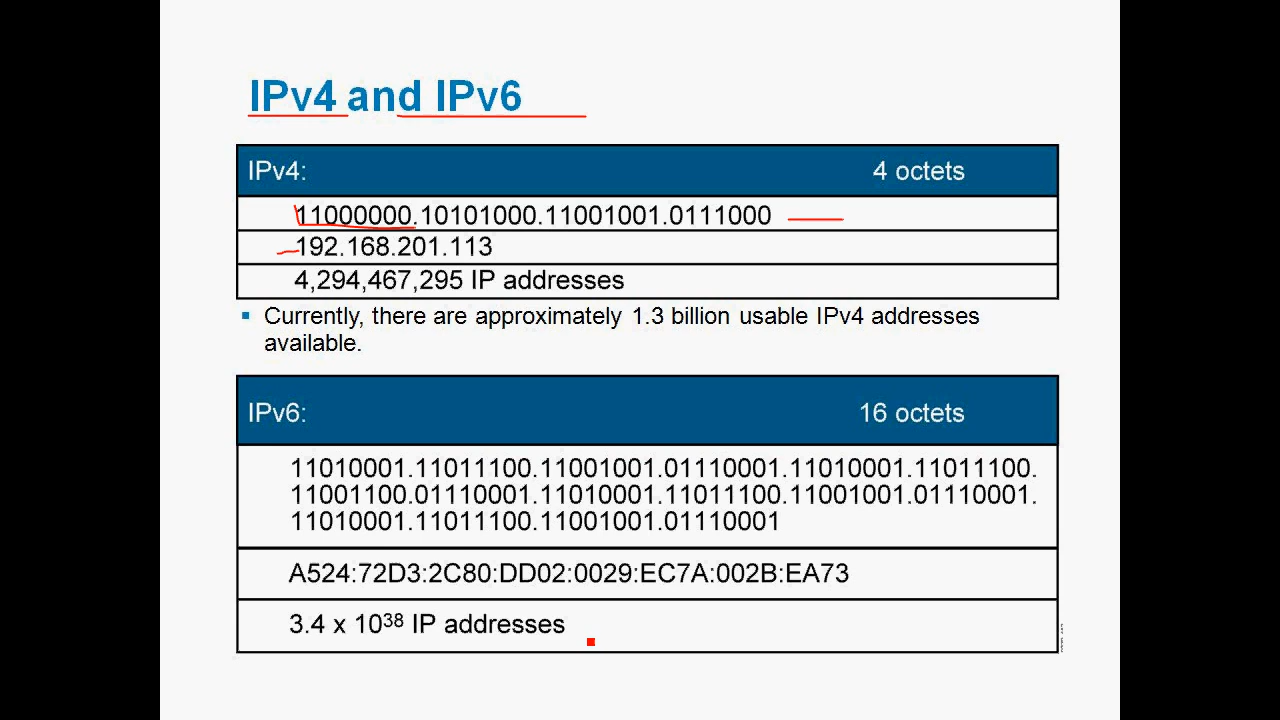 IPv4 and IPv6
IPv4: 4 octets
11000000.10101000.11001001.0111000
192.168.201.113
4,294,467,295 IP addresses
▪ Currently, there are approximately 1.3 billion usable IPv4 addresses
available.
IPv6: 16 octets
11010001.11011100.11001001.01110001.11010001.11011100.
11001100.01110001.11010001.11011100.11001001.01110001.
11010001.11011100.11001001.01110001
A524:72D3:2C80:DD02:0029:EC7A:002B:EA73
3.4 x 10³⁸ IP addresses